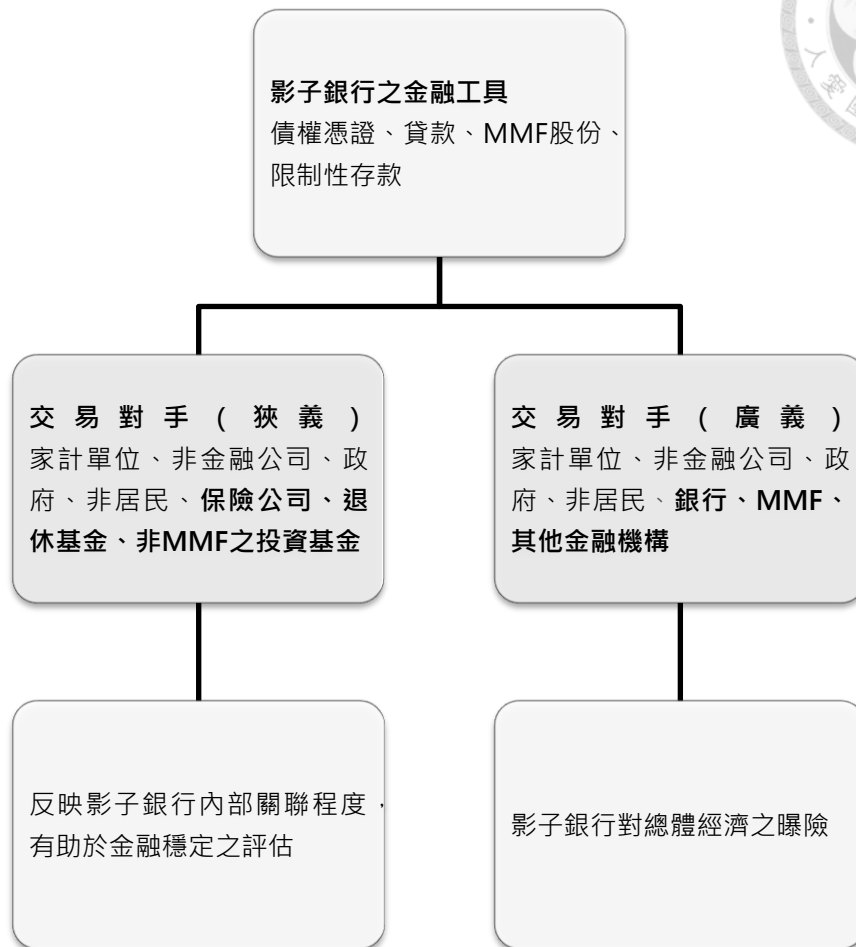 影子銀行之金融工具
債權憑證、貸款、MMF股份、
限制性存款
交易對手(狹義)
家計單位、非金融公司、政
府、非居民、保險公司、退
休基金、非MMF之投資基金
交易對手(廣義)
家計單位、非金融公司、政
府、非居民、銀行、MMF、
其他金融機構
反映影子銀行內部關聯程度，
有助於金融穩定之評估
影子銀行對總體經濟之曝險